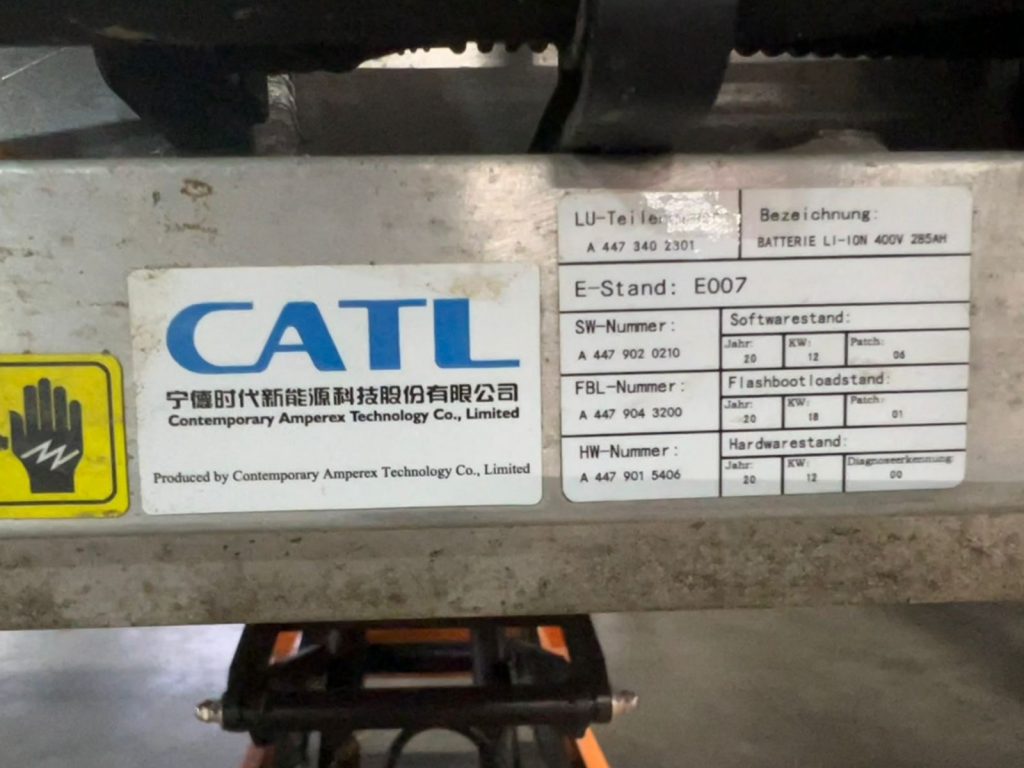 CATL
宁德时代新能源科技股份有限公司
Contemporary Amperex Technology Co., Limited
Produced by Contemporary Amperex Technology Co., Limited
Bezeichnung:
A 447 340 2301
BATTERIE LI-ION 400V 285AH
E-Stand: E007
SW-Nummer:
A 447 902 0210
Softwarestand:
Jahr: KW: Patch:
20 12 06
FBL-Nummer:
A 447 904 3200
Flashbootloadstand:
Jahr: KW: Patch:
20 18 01
HW-Nummer:
A 447 901 5406
Hardwarestand:
Jahr: KW: Diagnoseerkennung:
20 12 00